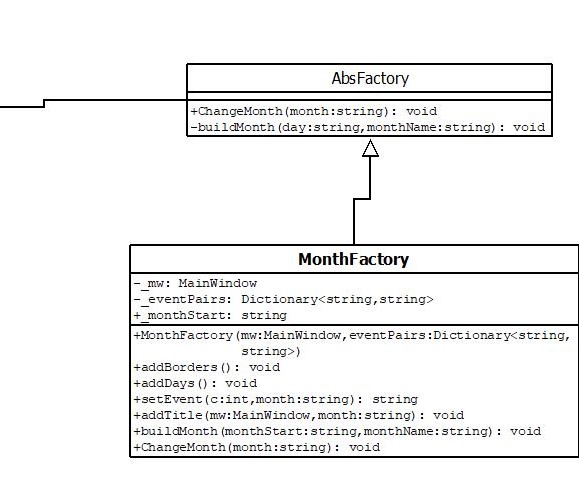 AbsFactory
+ChangeMonth(month:string): void
-buildMonth(day:string,monthName:string): void
MonthFactory
-_mw: MainWindow
-_eventPairs: Dictionary<string,string>
+_monthStart: string
+MonthFactory(mw:MainWindow,eventPairs:Dictionary<string,
string>)
+addBorders(): void
+addDays(): void
+setEvent(c:int,month:string): string
+addTitle(mw:MainWindow,month:string): void
+buildMonth(monthStart:string,monthName:string): void
+ChangeMonth(month:string): void